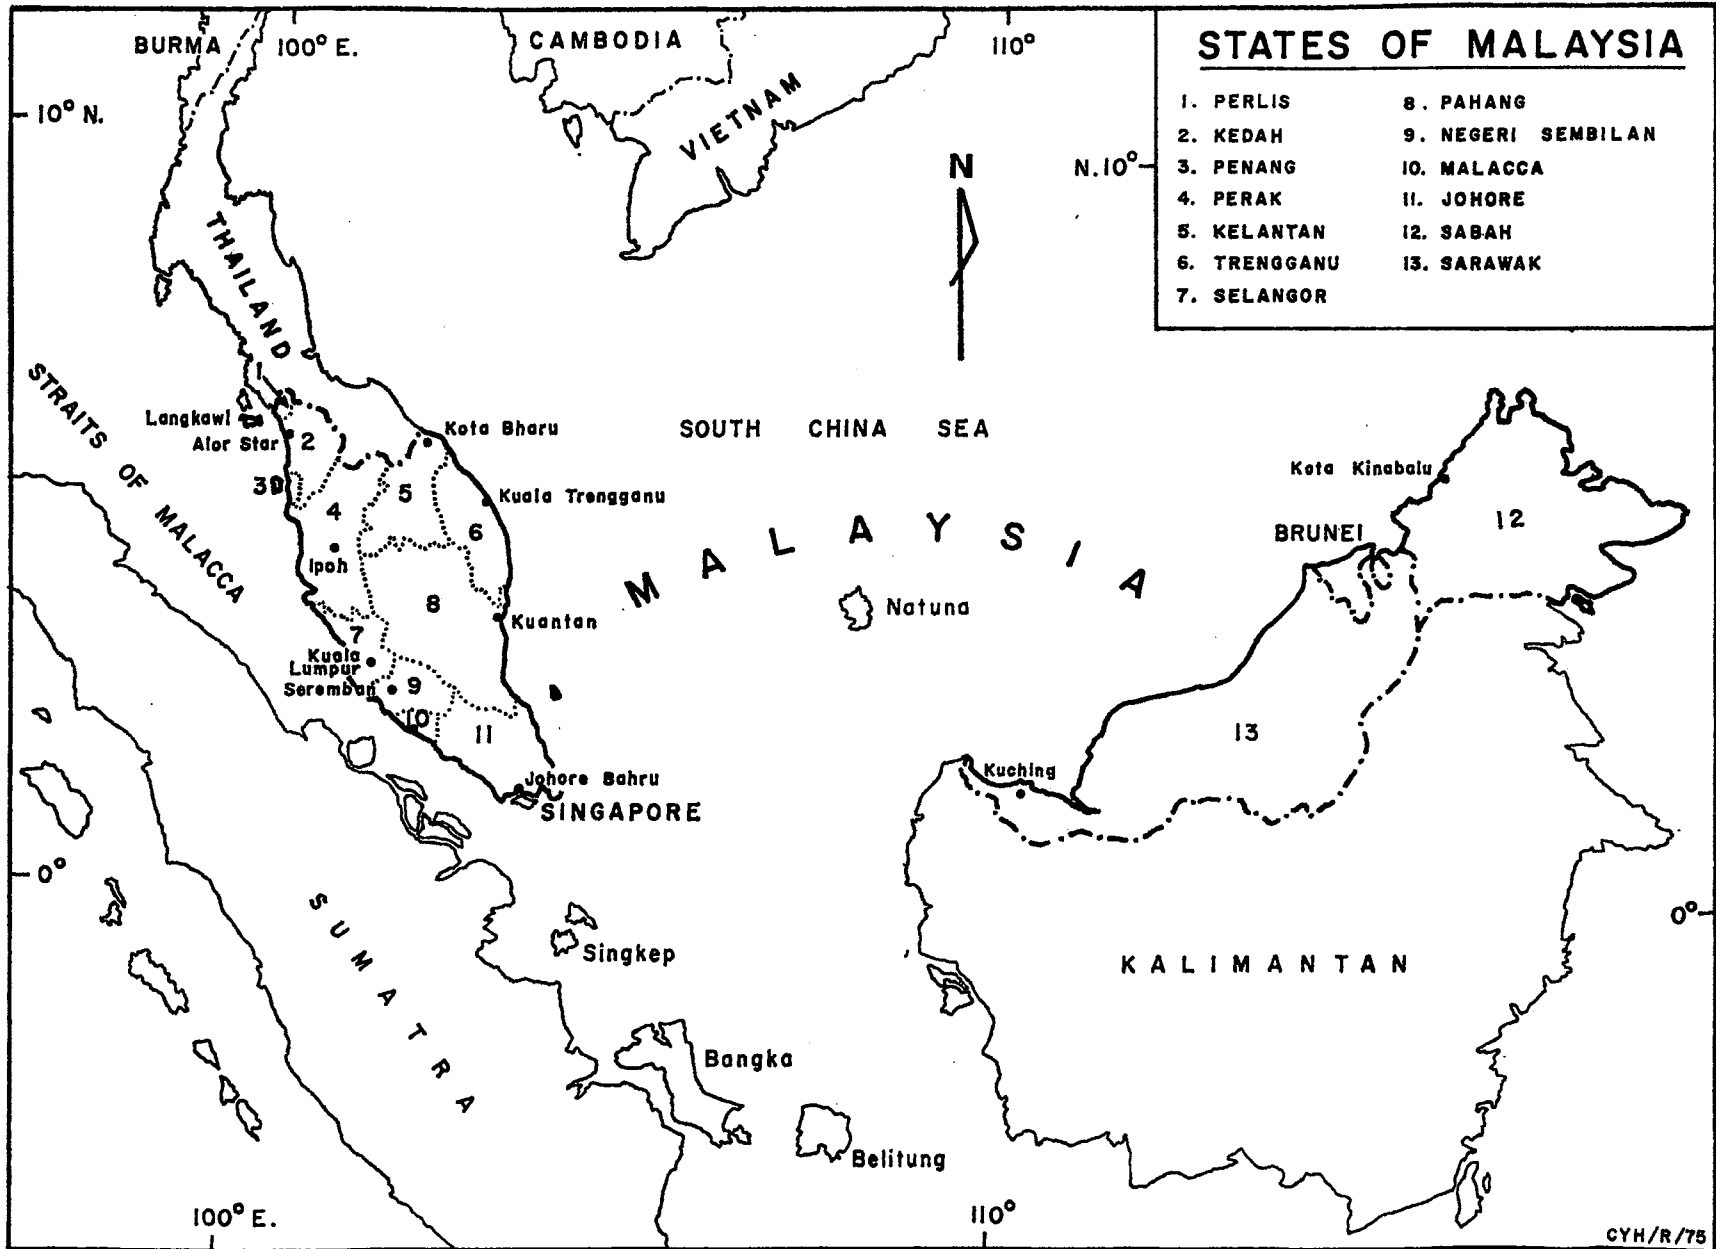 BURMA
100° E.
CAMBODIA
110°
STATES OF MALAYSIA
1. PERLIS
2. KEDAH
3. PENANG
4. PERAK
5. KELANTAN
6. TRENGGANU
7. SELANGOR
8. PAHANG
9. NEGERI SEMBILAN
10. MALACCA
11. JOHORE
12. SABAH
13. SARAWAK
10° N.
VIETNAM
N.10°
N
THAILAND
STRAITS OF MALACCA
1
Langkawi
Alor Star
2
Kota Bharu
SOUTH CHINA SEA
3
4
5
Kuala Trengganu
6
Kota Kinabalu
12
BRUNEI
MALAYSIA
Ipoh
8
Natuna
Kuantan
7
Kuala
Lumpur
Seremban
9
10
11
13
Kuching
Johore Bahru
SINGAPORE
0°
0°
SUMATRA
Singkep
KALIMANTAN
Bangka
Belitung
100° E.
110°
CYH/R/75